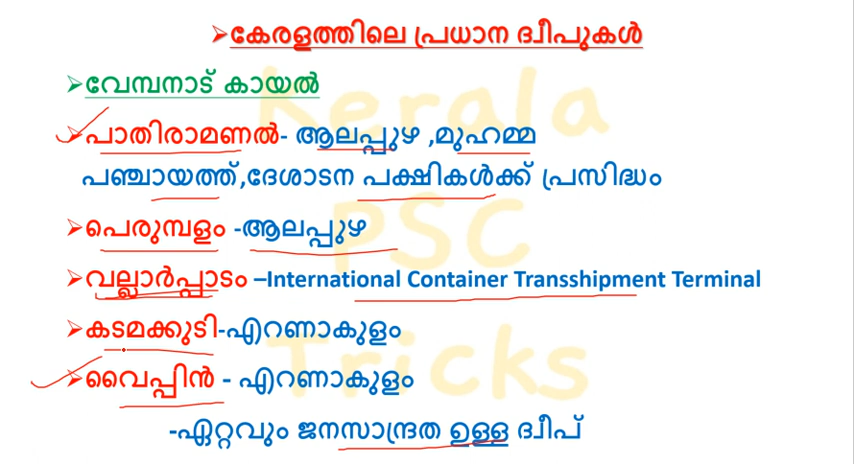 ➢കേരളത്തിലെ പ്രധാന ദ്വീപുകൾ
➢വേമ്പനാട് കായൽ
➢പാതിരാമണൽ- ആലപ്പുഴ ,മുഹമ്മ
പഞ്ചായത്ത്,ദേശാടന പക്ഷികൾക്ക് പ്രസിദ്ധം
➢പെരുമ്പളം -ആലപ്പുഴ
➢വല്ലാർപ്പാടം –International Container Transshipment Terminal
➢കടമക്കുടി-എറണാകുളം
➢വൈപ്പിൻ - എറണാകുളം
-ഏറ്റവും ജനസാന്ദ്രത ഉള്ള ദ്വീപ്
Kerala
PSC
Tricks